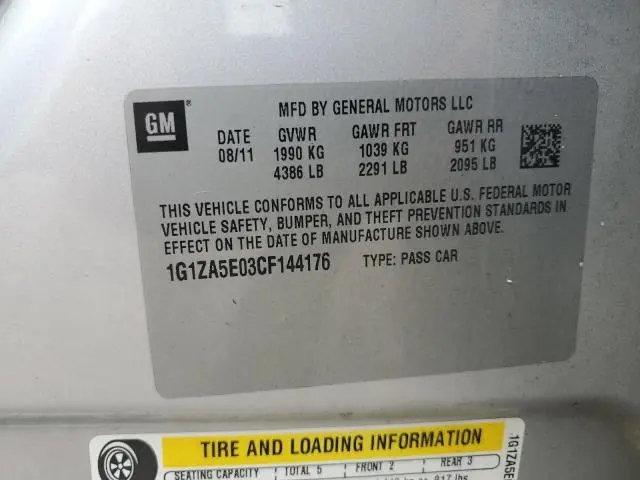 GM
MFD BY GENERAL MOTORS LLC
DATE GVWR GAWR FRT GAWR RR
08/11 1990 KG 1039 KG 951 KG
4386 LB 2291 LB 2095 LB
THIS VEHICLE CONFORMS TO ALL APPLICABLE U.S. FEDERAL MOTOR
VEHICLE SAFETY, BUMPER, AND THEFT PREVENTION STANDARDS IN
EFFECT ON THE DATE OF MANUFACTURE SHOWN ABOVE.
1G1ZA5E03CF144176 TYPE: PASS CAR
TIRE AND LOADING INFORMATION
SEATING CAPACITY TOTAL 5 FRONT 2 REAR 3
1G1ZA5E